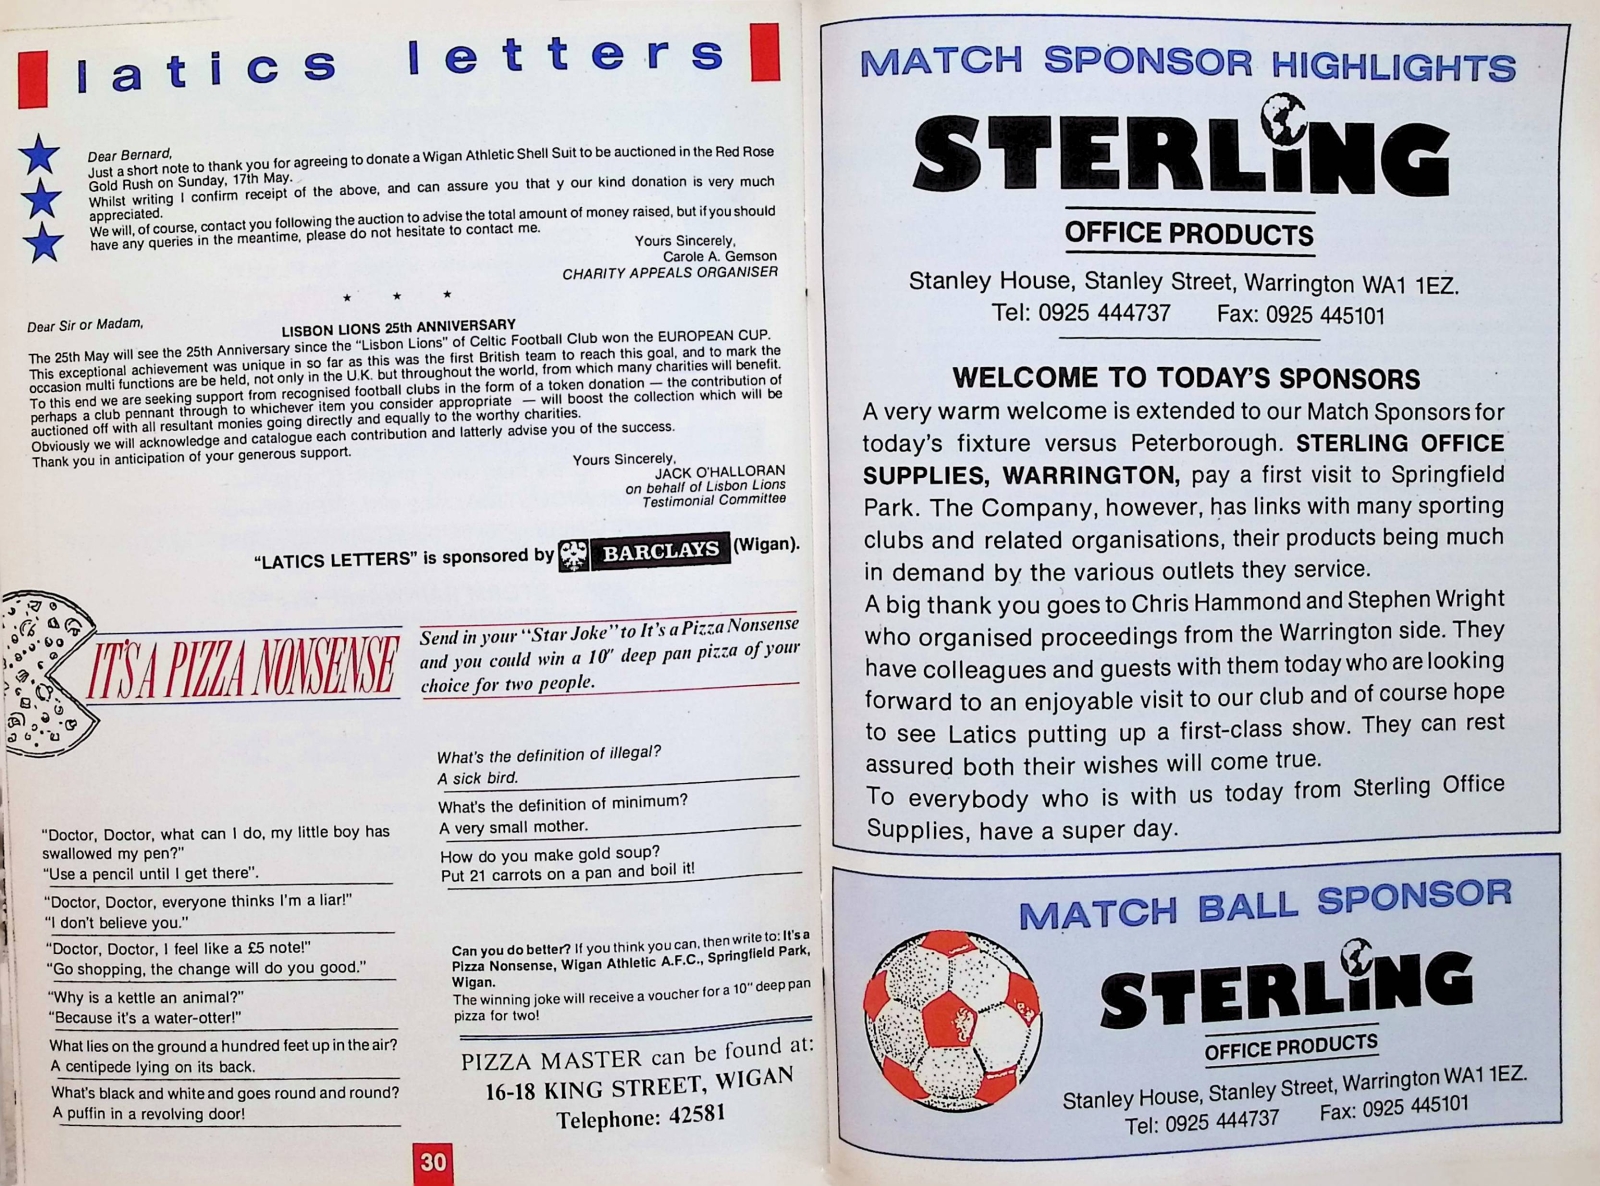 latics letters
Dear Bernard,
Just a short note to thank you for agreeing to donate a Wigan Athletic Shell Suit to be auctioned in the Red Rose
Gold Rush on Sunday, 17th May.
Whilst writing I confirm receipt of the above, and can assure you that y our kind donation is very much
appreciated.
We will, of course, contact you following the auction to advise the total amount of money raised, but if you should
have any queries in the meantime, please do not hesitate to contact me.
Yours Sincerely,
Carole A. Gemson
CHARITY APPEALS ORGANISER
Dear Sir or Madam,
LISBON LIONS 25th ANNIVERSARY
The 25th May will see the 25th Anniversary since the "Lisbon Lions" of Celtic Football Club won the EUROPEAN CUP.
This exceptional achievement was unique in so far as this was the first British team to reach this goal, and to mark the
occasion multi functions are be held, not only in the U.K. but throughout the world, from which many charities will benefit.
To this end we are seeking support from recognised football clubs in the form of a token donation — the contribution of
perhaps a club pennant through to whichever item you consider appropriate — will boost the collection which will be
auctioned off with all resultant monies going directly and equally to the worthy charities.
Obviously we will acknowledge and catalogue each contribution and latterly advise you of the success.
Thank you in anticipation of your generous support.
Yours Sincerely,
JACK O'HALLORAN
on behalf of Lisbon Lions
Testimonial Committee
"LATICS LETTERS" is sponsored by BARCLAYS (Wigan).
IT'S A PIZZA NONSENSE
Send in your "Star Joke" to It's a Pizza Nonsense
and you could win a 10" deep pan pizza of your
choice for two people.
"Doctor, Doctor, what can I do, my little boy has
swallowed my pen?"
"Use a pencil until I get there".
"Doctor, Doctor, everyone thinks I'm a liar!"
"I don't believe you."
"Doctor, Doctor, I feel like a £5 note!"
"Go shopping, the change will do you good."
"Why is a kettle an animal?"
"Because it's a water-otter!"
What lies on the ground a hundred feet up in the air?
A centipede lying on its back.
What's black and white and goes round and round?
A puffin in a revolving door!
What's the definition of illegal?
A sick bird.
What's the definition of minimum?
A very small mother.
How do you make gold soup?
Put 21 carrots on a pan and boil it!
Can you do better? If you think you can, then write to: It's a
Pizza Nonsense, Wigan Athletic A.F.C., Springfield Park,
Wigan.
The winning joke will receive a voucher for a 10" deep pan
pizza for two!
PIZZA MASTER can be found at:
16-18 KING STREET, WIGAN
Telephone: 42581
30
MATCH SPONSOR HIGHLIGHTS
STERLING
OFFICE PRODUCTS
Stanley House, Stanley Street, Warrington WA1 1EZ.
Tel: 0925 444737 Fax: 0925 445101
WELCOME TO TODAY'S SPONSORS
A very warm welcome is extended to our Match Sponsors for
today's fixture versus Peterborough. STERLING OFFICE
SUPPLIES, WARRINGTON, pay a first visit to Springfield
Park. The Company, however, has links with many sporting
clubs and related organisations, their products being much
in demand by the various outlets they service.
A big thank you goes to Chris Hammond and Stephen Wright
who organised proceedings from the Warrington side. They
have colleagues and guests with them today who are looking
forward to an enjoyable visit to our club and of course hope
to see Latics putting up a first-class show. They can rest
assured both their wishes will come true.
To everybody who is with us today from Sterling Office
Supplies, have a super day.
MATCH BALL SPONSOR
STERLING
OFFICE PRODUCTS
Stanley House, Stanley Street, Warrington WA1 1EZ.
Tel: 0925 444737 Fax: 0925 445101